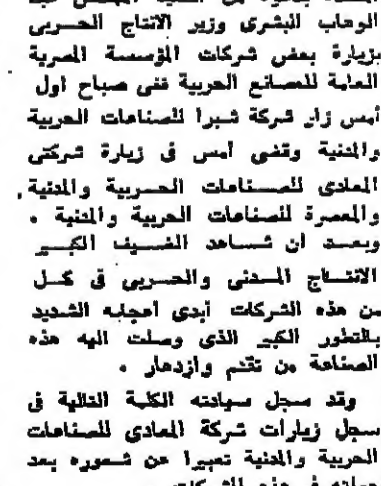 الوهاب البشرى وزير الانتاج الحربى
بزيارة بعض شركات المؤسسة المصرية
العامة للمصانع الحربية ففى صباح اول
أمس زار شركة شبرا للصناعات الحربية
والمدنية وقضى أمس فى زيارة شركتى
المعادى للصناعات الحربية والمدنية
والمعصرة للصناعات الحربية والمدنية .
وبعد ان شاهد الضيف الكبير
الانتاج المدنى والحربى فى كل
من هذه الشركات أبدى اعجابه الشديد
بالتطور الكبير الذى وصلت اليه هذه
الصناعة من تقدم وازدهار .
وقد سجل سيادته الكلمة التالية فى
سجل زيارات شركة المعادى للصناعات
الحربية والمدنية تعبيرا عن شعوره بعد